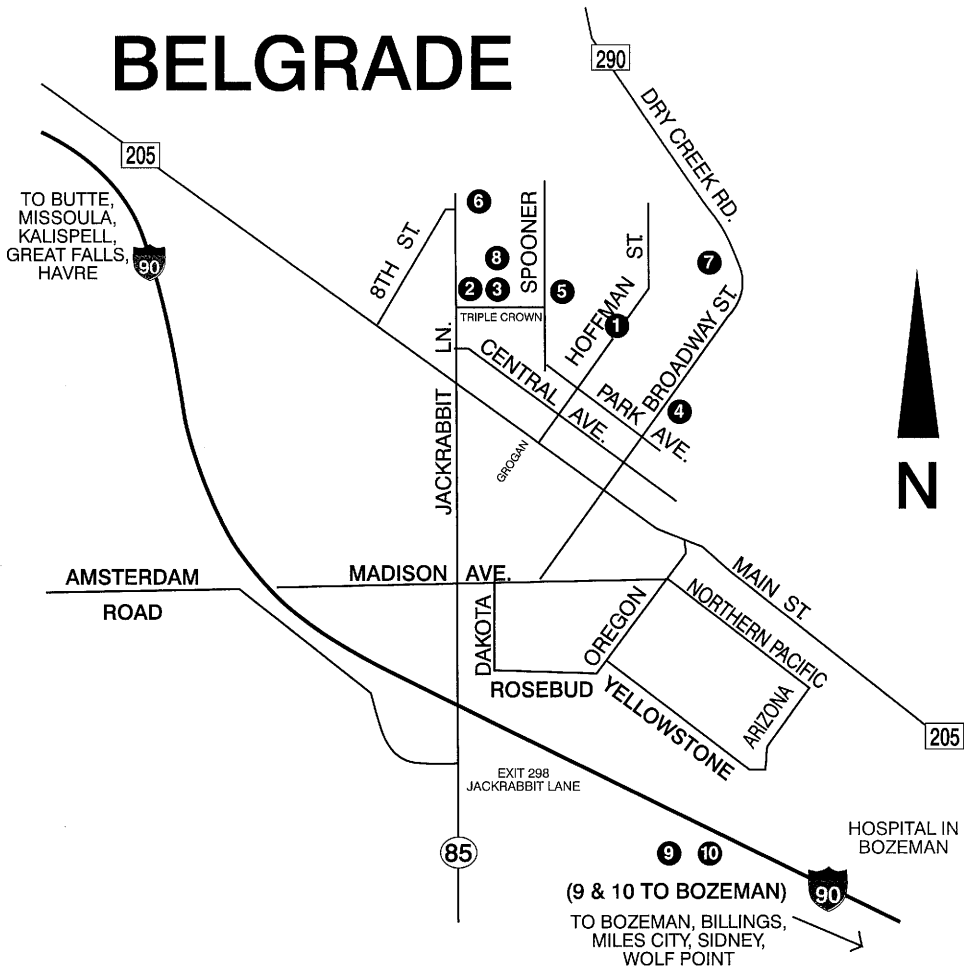 BELGRADE
290
DRY CREEK RD.
205
TO BUTTE,
MISSOULA,
KALISPELL,
GREAT FALLS,
HAVRE
90
8TH ST.
6
8
2
3
SPOONER
5
TRIPLE CROWN
HOFFMAN ST.
1
7
BROADWAY ST.
JACKRABBIT LN.
CENTRAL AVE.
PARK AVE.
4
GROGAN
N
AMSTERDAM
ROAD
MADISON AVE.
MAIN ST.
NORTHERN PACIFIC
DAKOTA
OREGON
ROSEBUD
YELLOWSTONE
ARIZONA
205
EXIT 298
JACKRABBIT LANE
85
9
10
HOSPITAL IN
BOZEMAN
(9 & 10 TO BOZEMAN)
90
TO BOZEMAN, BILLINGS,
MILES CITY, SIDNEY,
WOLF POINT